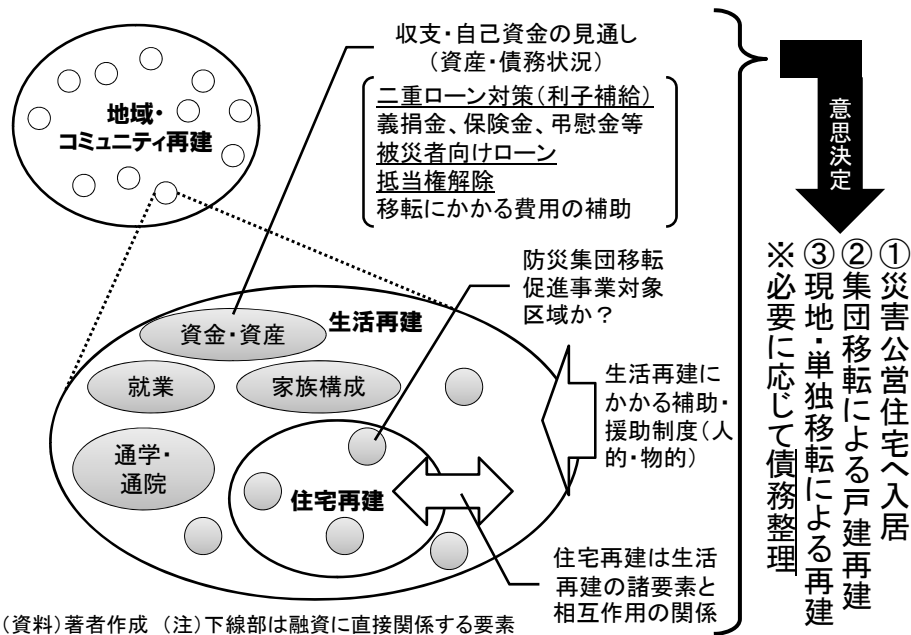 収支・自己資金の見通し
(資産・債務状況)
二重ローン対策(利子補給)
義捐金、保険金、弔慰金等
被災者向けローン
抵当権解除
移転にかかる費用の補助
地域・
コミュニティ再建
防災集団移転
促進事業対象
区域か?
生活再建
資金・資産
就業
家族構成
通学・
通院
住宅再建
生活再建に
かかる補助・
援助制度(人
的・物的)
住宅再建は生活
再建の諸要素と
相互作用の関係
意思決定
①災害公営住宅へ入居
②集団移転による戸建再建
③現地・単独移転による再建
※必要に応じて債務整理
(資料)著者作成 (注)下線部は融資に直接関係する要素